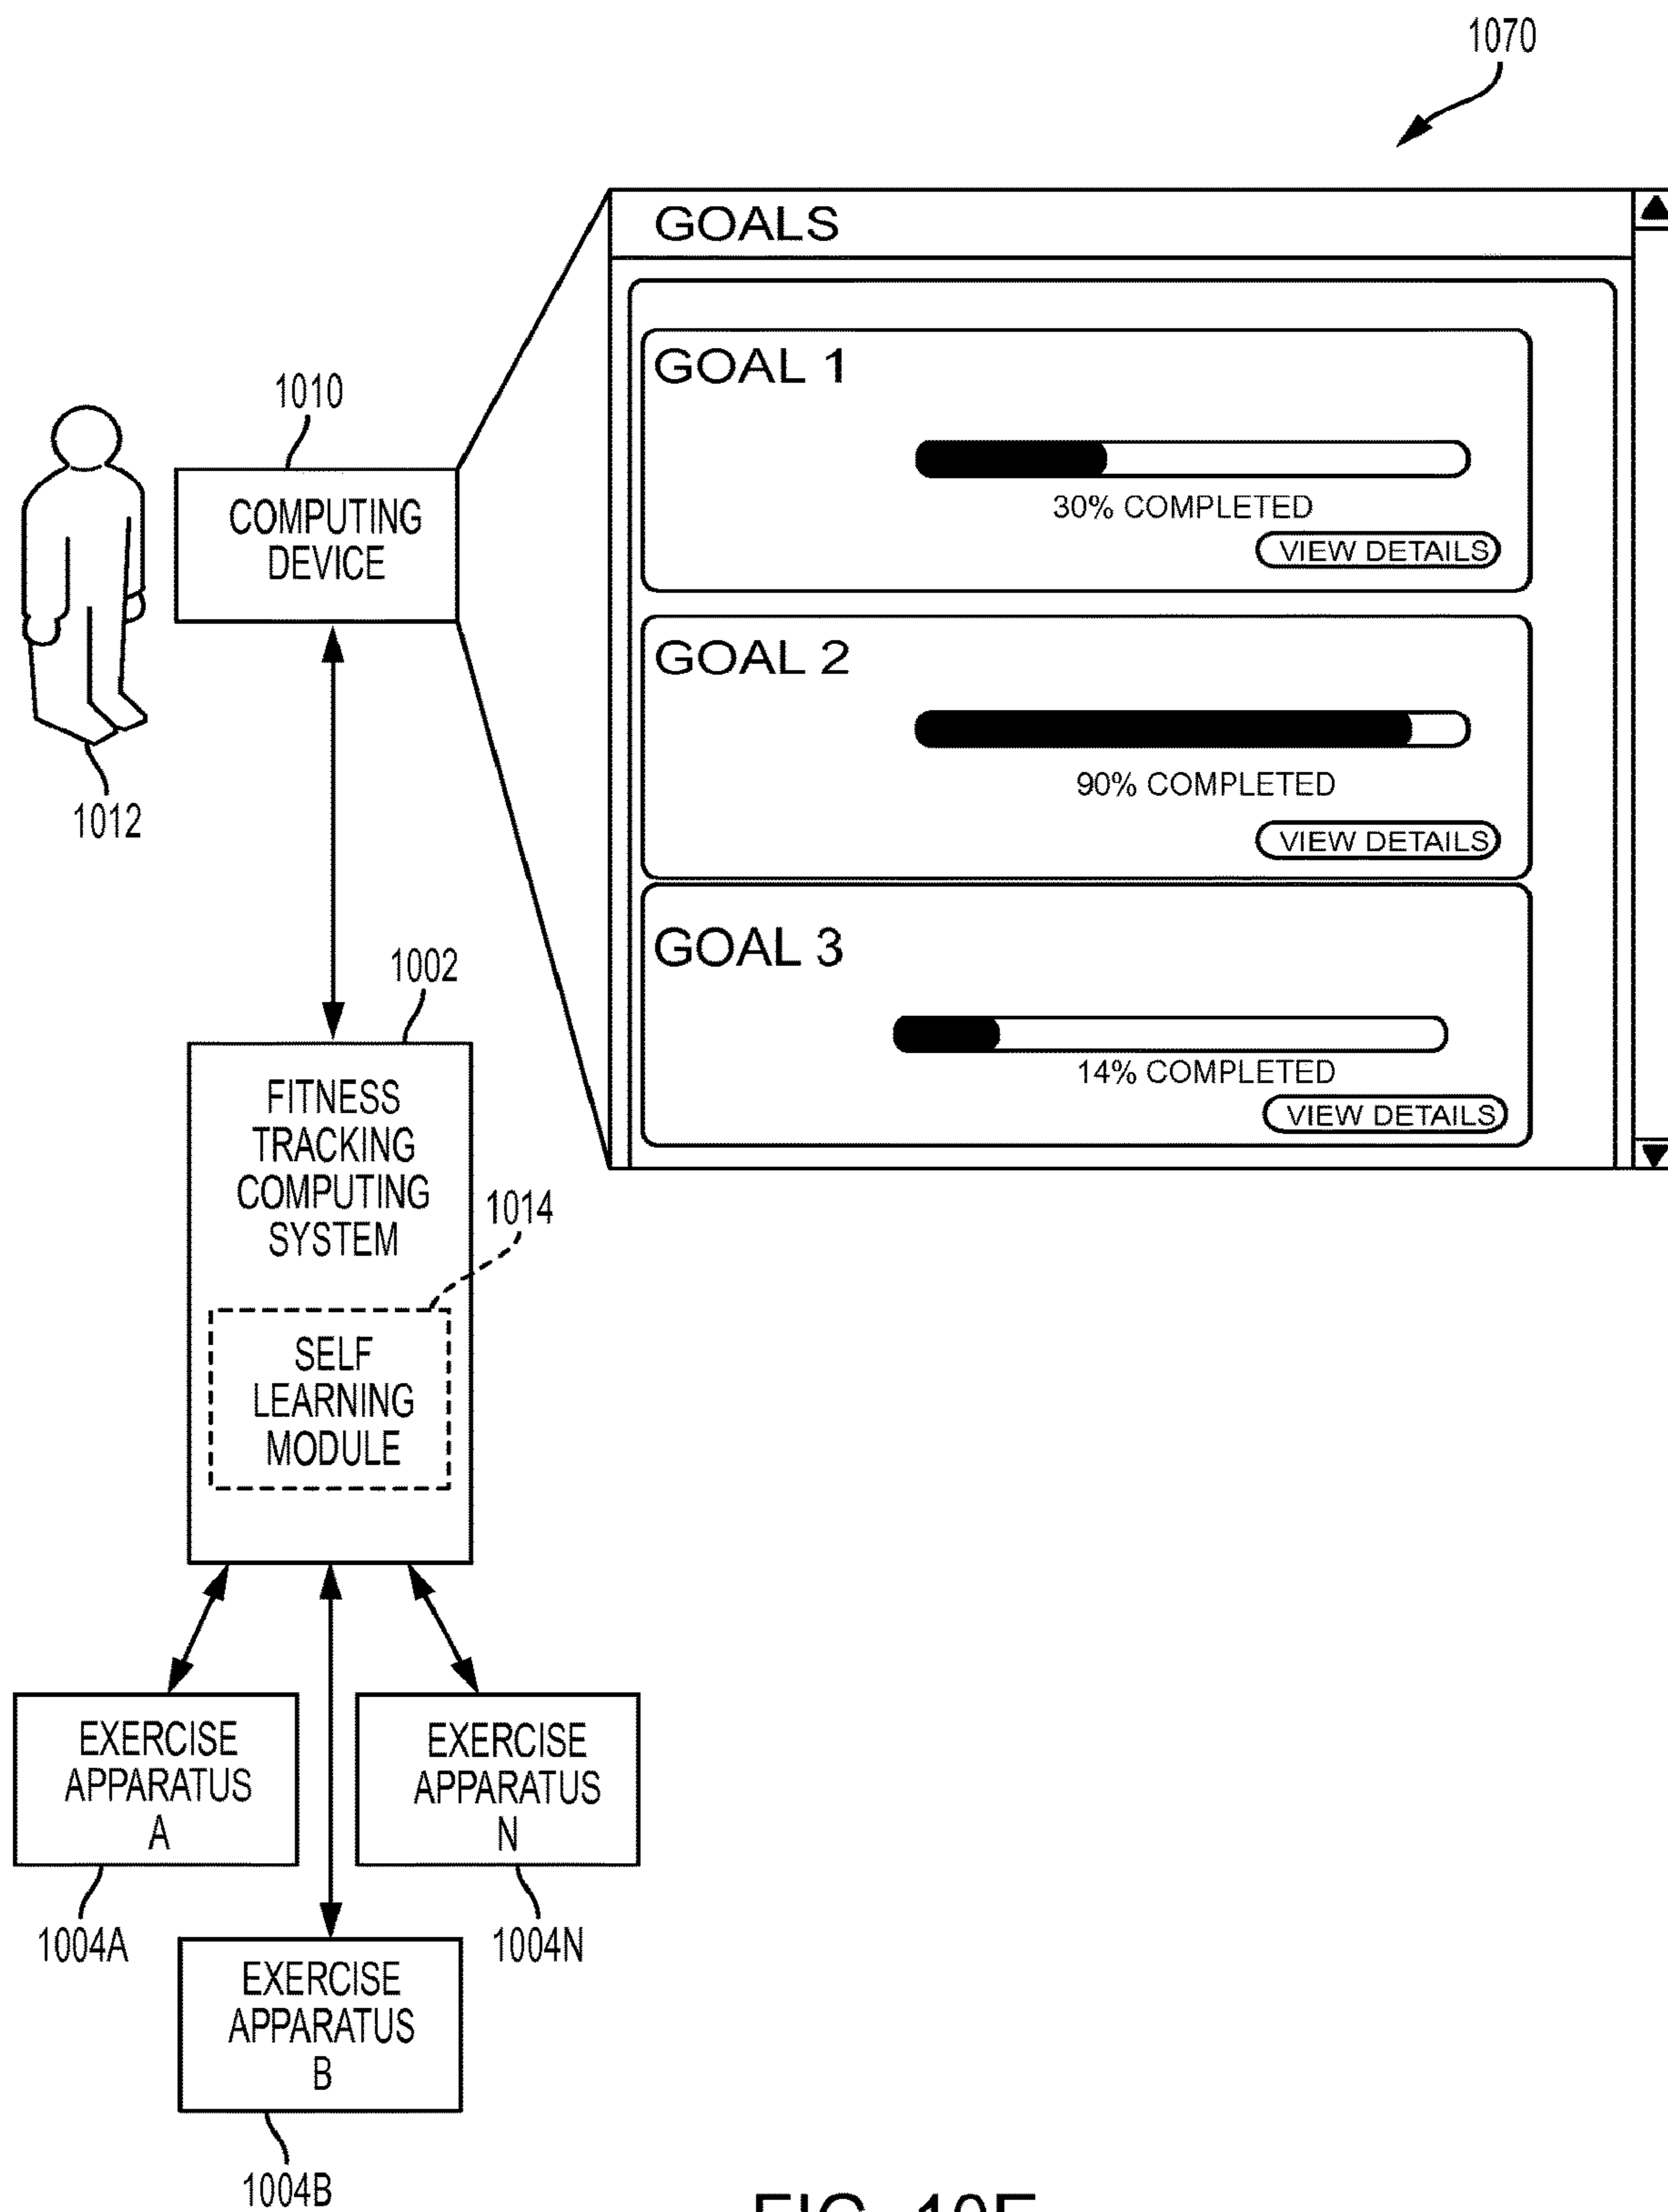 1070
GOALS
GOAL 1
30% COMPLETED
VIEW DETAILS
GOAL 2
90% COMPLETED
VIEW DETAILS
GOAL 3
14% COMPLETED
VIEW DETAILS
1010
COMPUTING
DEVICE
1012
1002
FITNESS
TRACKING
COMPUTING
SYSTEM
1014
SELF
LEARNING
MODULE
EXERCISE
APPARATUS
A
1004A
EXERCISE
APPARATUS
N
1004N
EXERCISE
APPARATUS
B
1004B